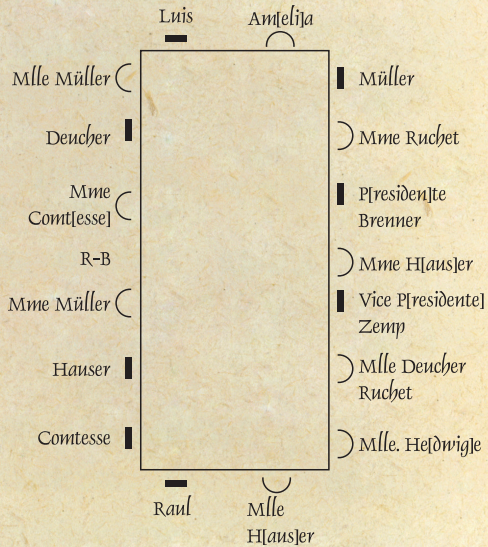 Luis
Am[eli]a
Mlle Müller
Müller
Deucher
Mme Ruchet
Mme
Comt[esse]
P[residen]te
Brenner
R-B
Mme H[aus]er
Mme Müller
Vice P[residente]
Zemp
Hauser
Mlle Deucher
Ruchet
Comtesse
Mlle. He[dwig]e
Raul
Mlle
H[aus]er